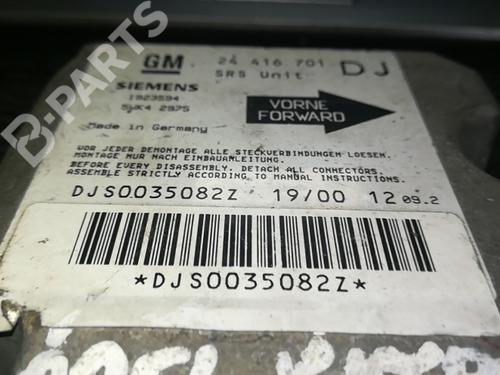 B-PARTS
GM 24 416 701 DJ
SRS Unit
SIEMENS
1923594
5WK4 2975
VORNE
FORWARD
Made in Germany
VOR JEDER DEMONTAGE ALLE STECKVERBINDUNGEN LOESEN.
MONTAGE NUR NACH EINBAUANLEITUNG.
BEFORE EVERY DISASSEMBLY, DETACH ALL CONNECTORS.
ASSEMBLE STRICTLY ACCORDING TO MANUAL INSTRUCTIONS.
DJS0035082Z 19/00 12 09.2
*DJS0035082Z*